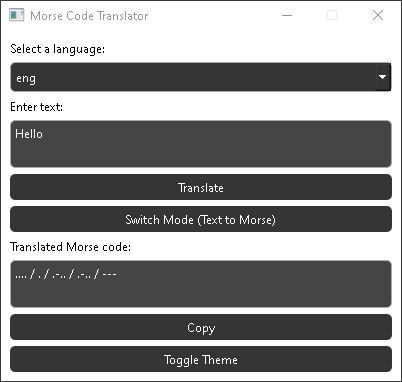 Morse Code Translator
Select a language:
eng
Enter text:
Hello
Translate
Switch Mode (Text to Morse)
Translated Morse code:
.... / . / .-.. / .-.. / ---
Copy
Toggle Theme